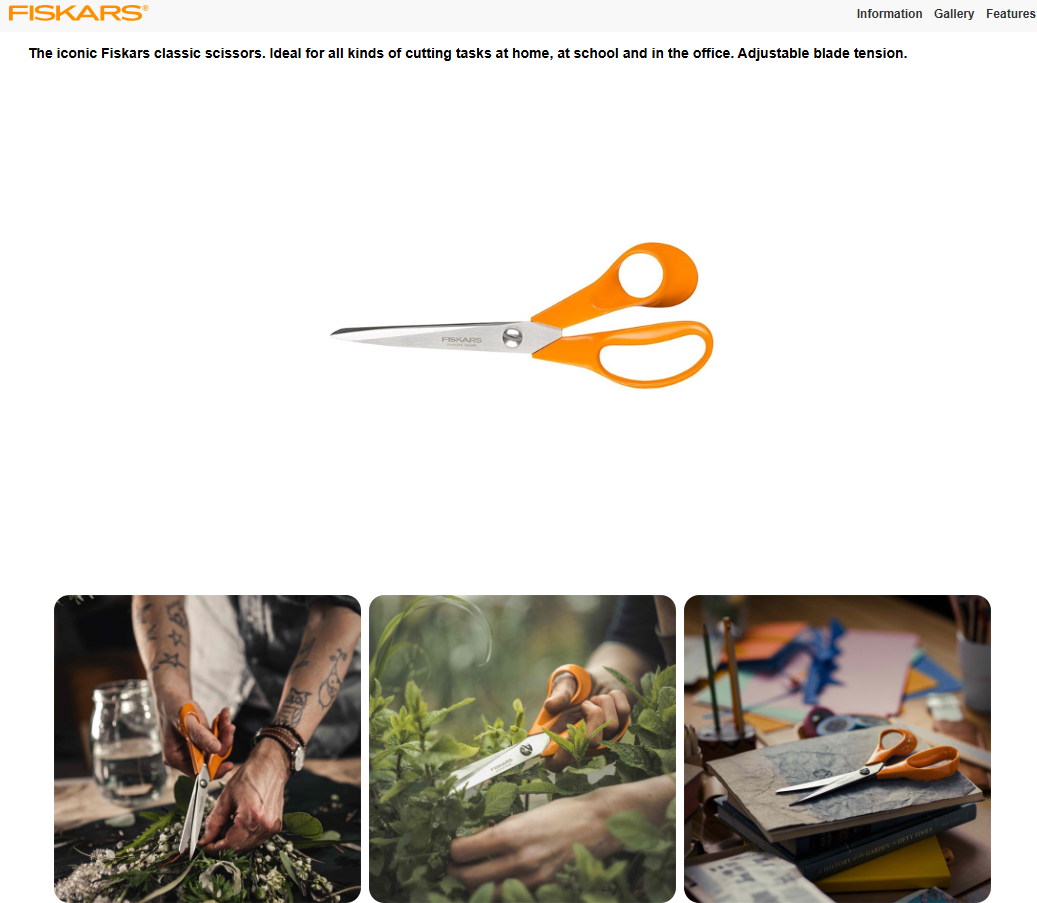 FISKARS®
Information Gallery Features
The iconic Fiskars classic scissors. Ideal for all kinds of cutting tasks at home, at school and in the office. Adjustable blade tension.
FISKARS
FISKARS